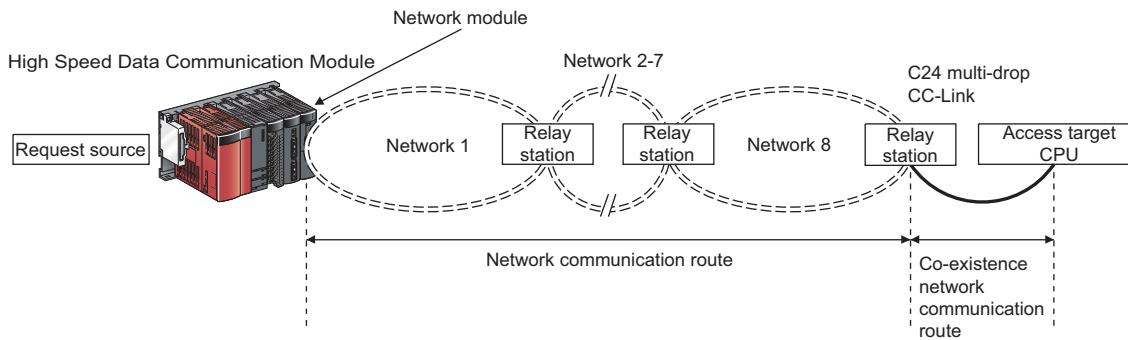 Network module
High Speed Data Communication Module
Network 2-7
C24 multi-drop
CC-Link
Request source
Network 1
Relay
station
Relay
station
Network 8
Relay
station
Access target
CPU
Network communication route
Co-existence
network
communication
route